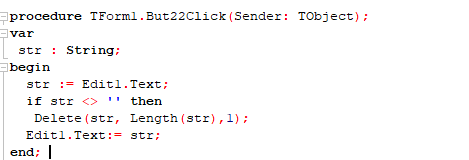 procedure TForm1.But22Click(Sender: TObject);
var
str : String;
begin
str := Edit1.Text;
if str <> '' then
Delete(str, Length(str),1);
Edit1.Text:= str;
end;